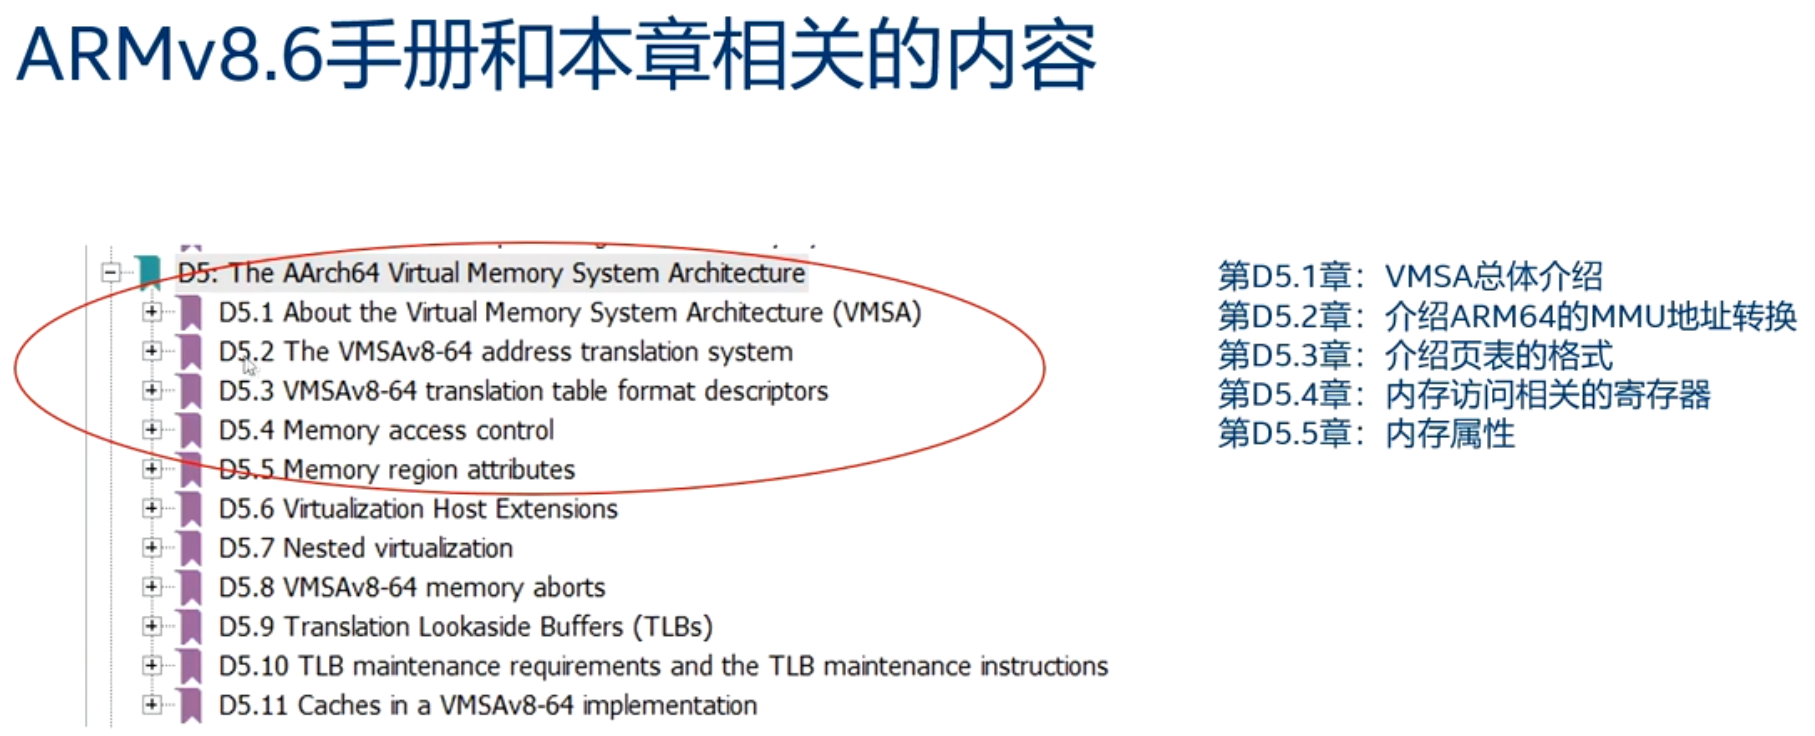 ARMv8.6手册和本章相关的内容
D5: The AArch64 Virtual Memory System Architecture
D5.1 About the Virtual Memory System Architecture (VMSA)
D5.2 The VMSAv8-64 address translation system
D5.3 VMSAv8-64 translation table format descriptors
D5.4 Memory access control
D5.5 Memory region attributes
D5.6 Virtualization Host Extensions
D5.7 Nested virtualization
D5.8 VMSAv8-64 memory aborts
D5.9 Translation Lookaside Buffers (TLBs)
D5.10 TLB maintenance requirements and the TLB maintenance instructions
D5.11 Caches in a VMSAv8-64 implementation
第D5.1章：VMSA总体介绍
第D5.2章：介绍ARM64的MMU地址转换
第D5.3章：介绍页表的格式
第D5.4章：内存访问相关的寄存器
第D5.5章：内存属性